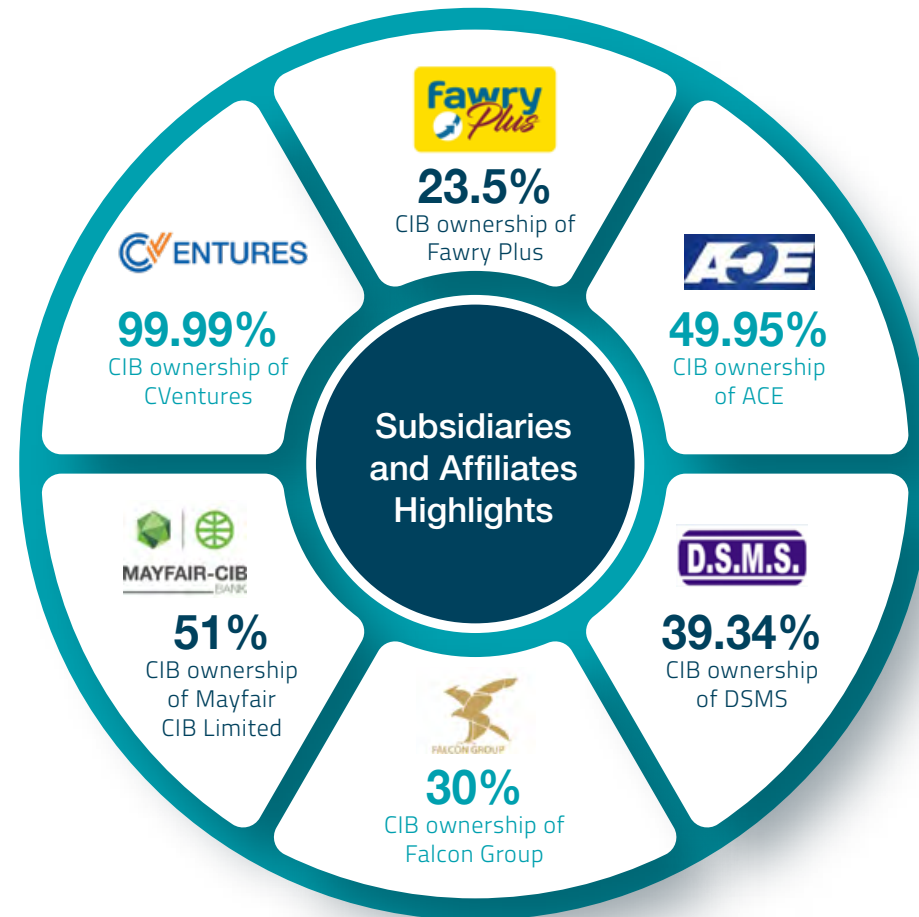 fawry
Plus
23.5%
CIB ownership of
Fawry Plus
ACE
49.95%
CIB ownership
of ACE
D.S.M.S.
39.34%
CIB ownership
of DSMS
FALCON GROUP
30%
CIB ownership of
Falcon Group
MAYFAIR-CIB
BANK
51%
CIB ownership
of Mayfair
CIB Limited
CVENTURES
99.99%
CIB ownership of
CVentures
Subsidiaries
and Affiliates
Highlights